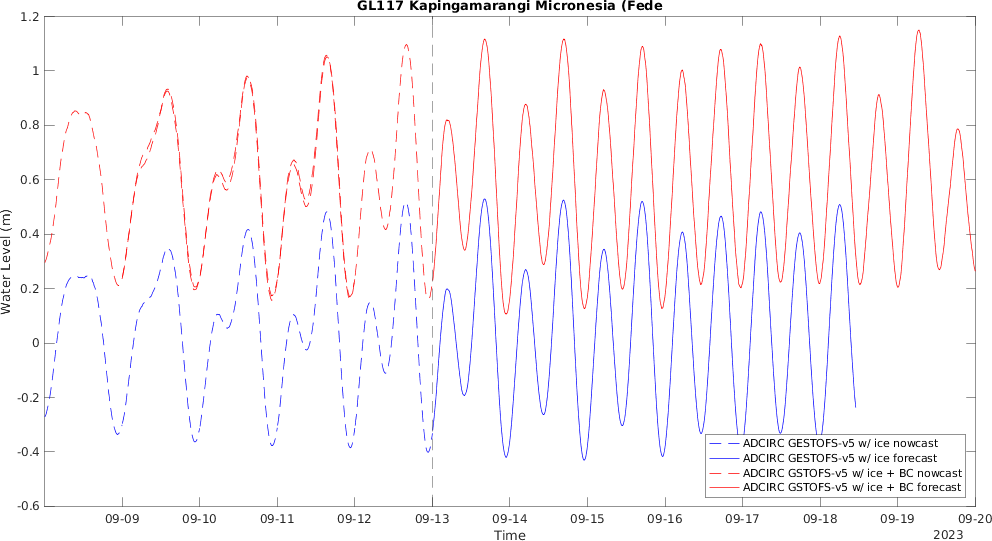 GL117 Kapingamarangi Micronesia (Fede
1.2
1
0.8
0.6
0.4
0.2
0
-0.2
-0.4
-0.6
Water Level (m)
ADCIRC GESTOFS-v5 w/ ice nowcast
ADCIRC GESTOFS-v5 w/ ice forecast
ADCIRC GSTOFS-v5 w/ ice + BC nowcast
ADCIRC GSTOFS-v5 w/ ice + BC forecast
09-09 09-10 09-11 09-12 09-13 09-14 09-15 09-16 09-17 09-18 09-19 09-20
Time
2023